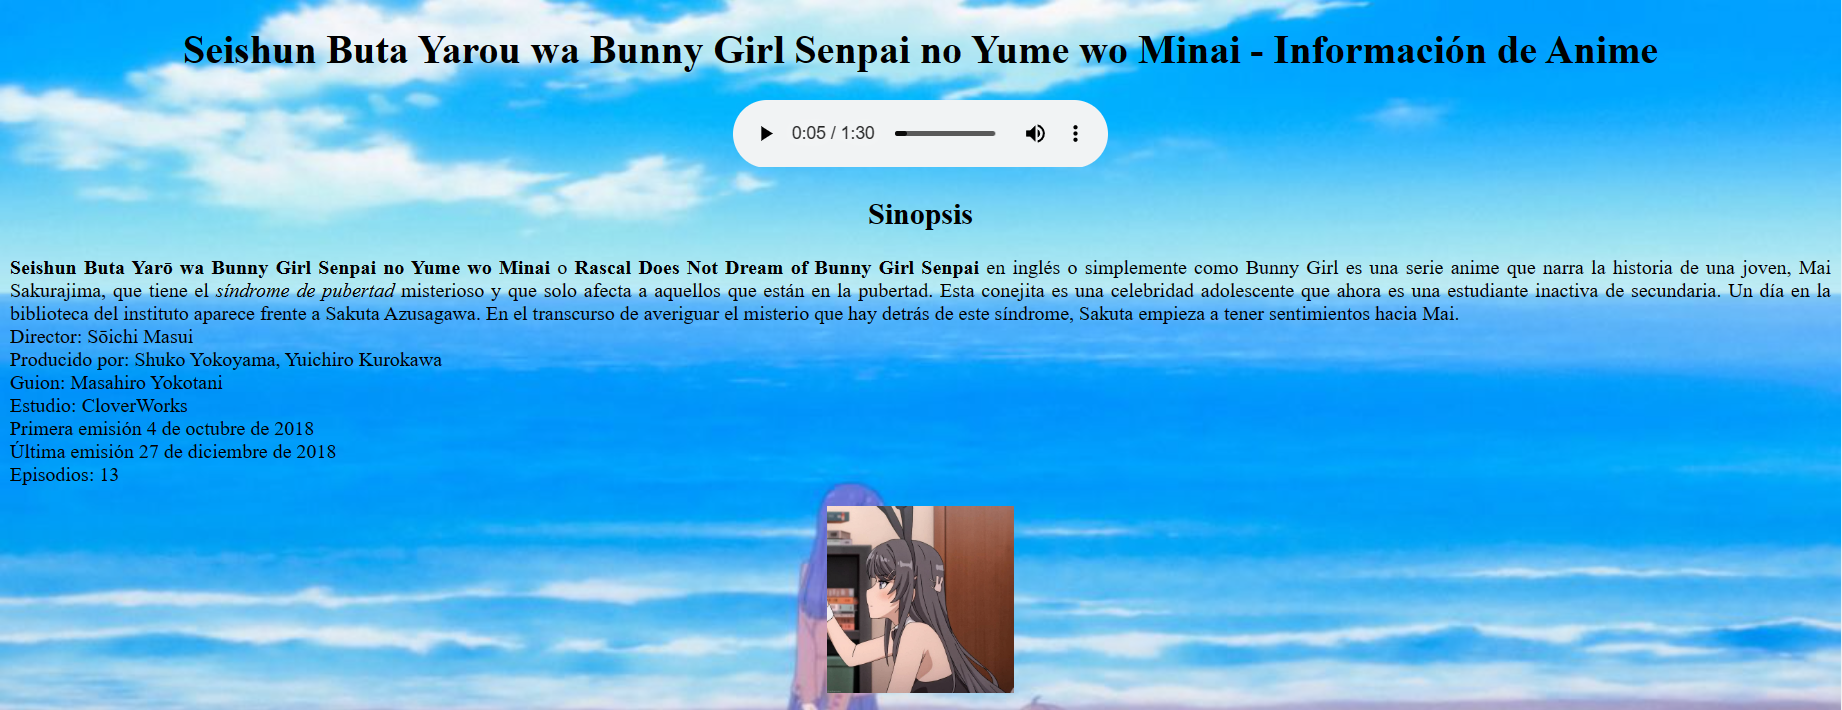 Seishun Buta Yarou wa Bunny Girl Senpai no Yume wo Minai - Información de Anime
0:05 / 1:30
Sinopsis
Seishun Buta Yarō wa Bunny Girl Senpai no Yume wo Minai o Rascal Does Not Dream of Bunny Girl Senpai en inglés o simplemente como Bunny Girl es una serie anime que narra la historia de una joven, Mai
Sakurajima, que tiene el síndrome de pubertad misterioso y que solo afecta a aquellos que están en la pubertad. Esta conejita es una celebridad adolescente que ahora es una estudiante inactiva de secundaria. Un día en la
biblioteca del instituto aparece frente a Sakuta Azusagawa. En el transcurso de averiguar el misterio que hay detrás de este síndrome, Sakuta empieza a tener sentimientos hacia Mai.
Director: Sōichi Masui
Producido por: Shuko Yokoyama, Yuichiro Kurokawa
Guion: Masahiro Yokotani
Estudio: CloverWorks
Primera emisión 4 de octubre de 2018
Última emisión 27 de diciembre de 2018
Episodios: 13